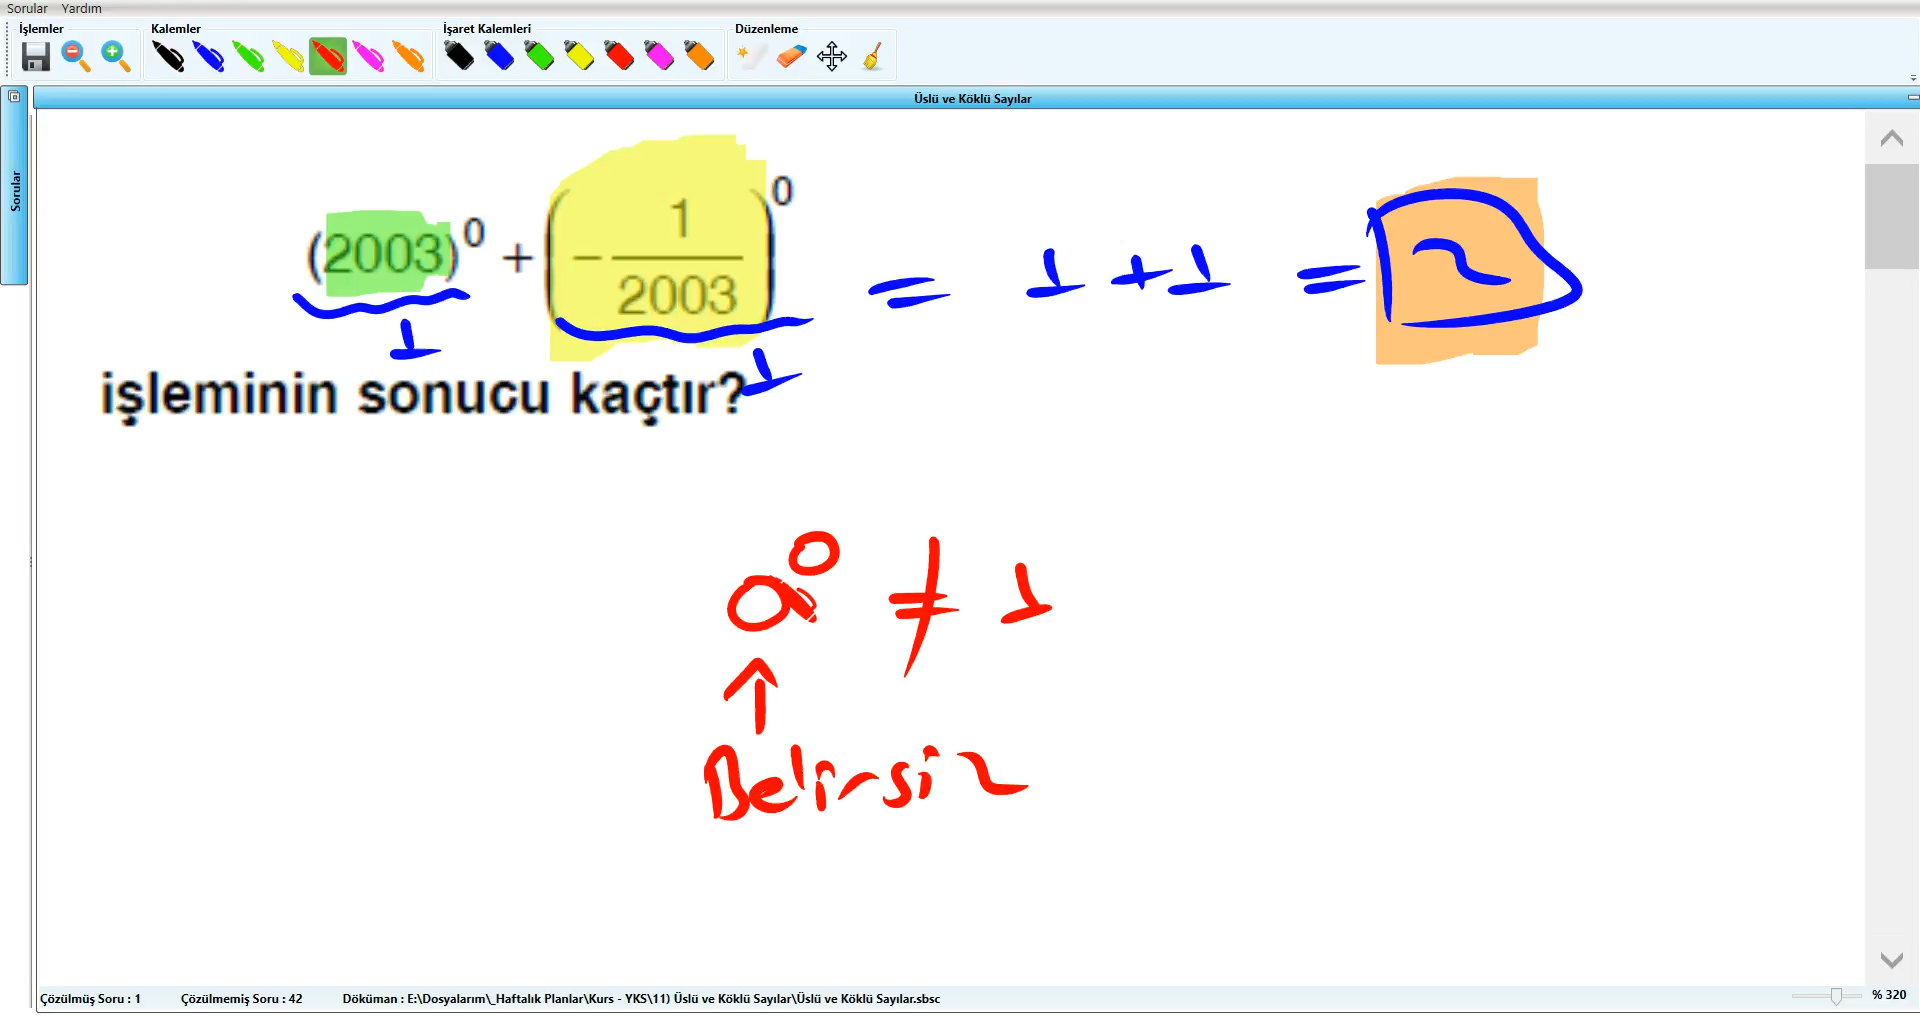 Sorular Yardım
İşlemler Kalemler İşaret Kalemleri Düzenleme
Üslü ve Köklü Sayılar
Sorular
(2003)^0 + (-1/2003)^0 = 1 + 1 = 2
1 1
işleminin sonucu kaçtır?
0^0 ≠ 1
Belirsiz
Çözülmüş Soru : 1 Çözülmemiş Soru : 42 Döküman : E:\Dosyalarım\_Haftalık Planlar\Kurs - YKS\11) Üslü ve Köklü Sayılar\Üslü ve Köklü Sayılar.sbsc % 320